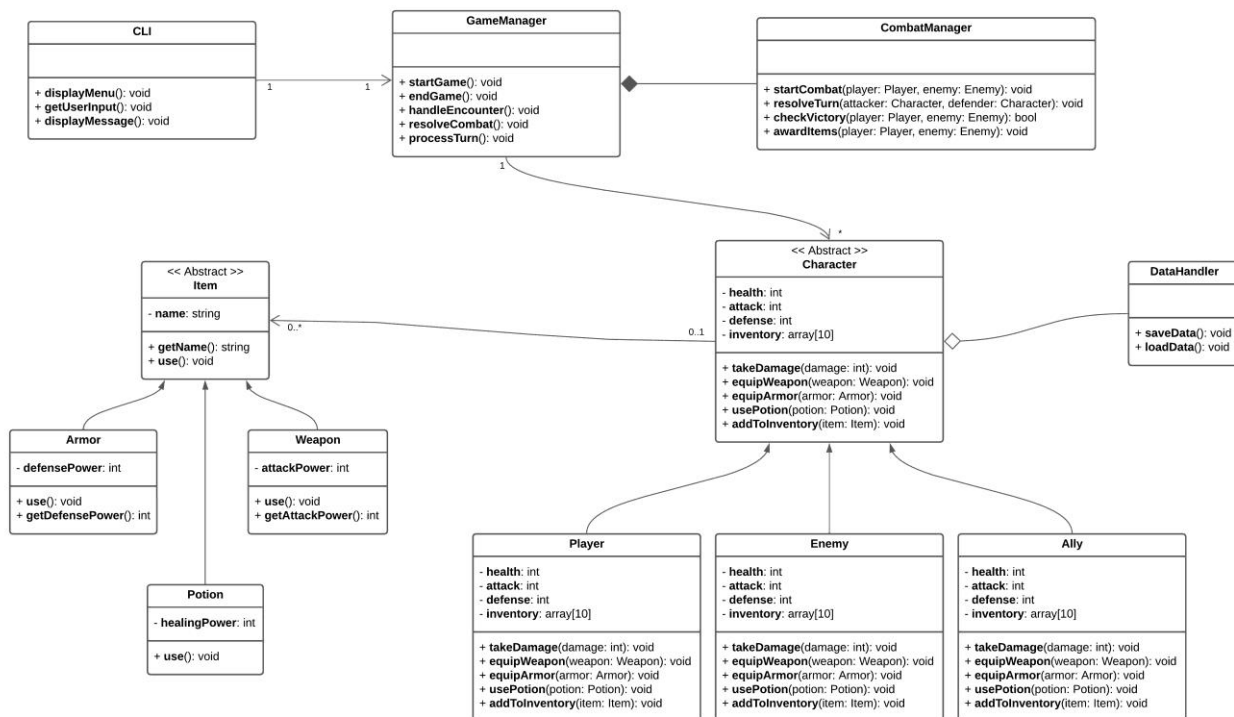 CLI
+ displayMenu(): void
+ getUserInput(): void
+ displayMessage(): void
1
1
GameManager
+ startGame(): void
+ endGame(): void
+ handleEncounter(): void
+ resolveCombat(): void
+ processTurn(): void
CombatManager
+ startCombat(player: Player, enemy: Enemy): void
+ resolveTurn(attacker: Character, defender: Character): void
+ checkVictory(player: Player, enemy: Enemy): bool
+ awardItems(player: Player, enemy: Enemy): void
1
*
<< Abstract >>
Item
- name: string
+ getName(): string
+ use(): void
0..*
0..1
<< Abstract >>
Character
- health: int
- attack: int
- defense: int
- inventory: array[10]
+ takeDamage(damage: int): void
+ equipWeapon(weapon: Weapon): void
+ equipArmor(armor: Armor): void
+ usePotion(potion: Potion): void
+ addToInventory(item: Item): void
DataHandler
+ saveData(): void
+ loadData(): void
Armor
- defensePower: int
+ use(): void
+ getDefensePower(): int
Weapon
- attackPower: int
+ use(): void
+ getAttackPower(): int
Potion
- healingPower: int
+ use(): void
Player
- health: int
- attack: int
- defense: int
- inventory: array[10]
+ takeDamage(damage: int): void
+ equipWeapon(weapon: Weapon): void
+ equipArmor(armor: Armor): void
+ usePotion(potion: Potion): void
+ addToInventory(item: Item): void
Enemy
- health: int
- attack: int
- defense: int
- inventory: array[10]
+ takeDamage(damage: int): void
+ equipWeapon(weapon: Weapon): void
+ equipArmor(armor: Armor): void
+ usePotion(potion: Potion): void
+ addToInventory(item: Item): void
Ally
- health: int
- attack: int
- defense: int
- inventory: array[10]
+ takeDamage(damage: int): void
+ equipWeapon(weapon: Weapon): void
+ equipArmor(armor: Armor): void
+ usePotion(potion: Potion): void
+ addToInventory(item: Item): void